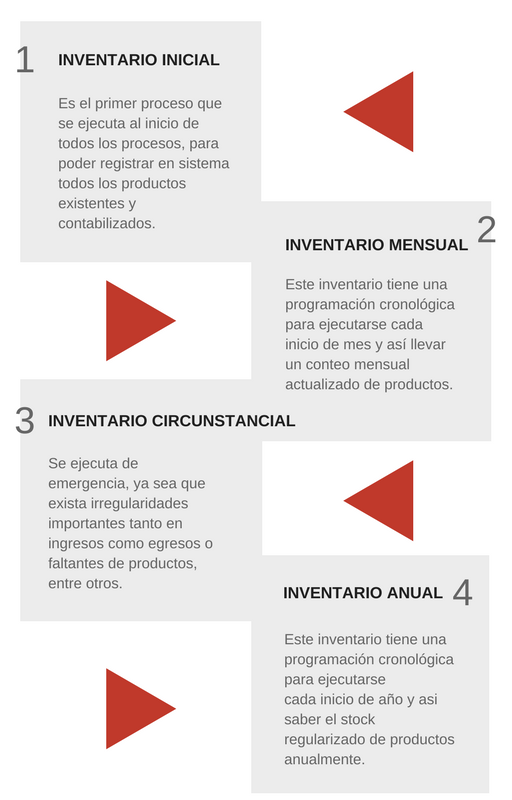 1
INVENTARIO INICIAL
Es el primer proceso que
se ejecuta al inicio de
todos los procesos, para
poder registrar en sistema
todos los productos
existentes y
contabilizados.
2
INVENTARIO MENSUAL
Este inventario tiene una
programación cronológica
para ejecutarse cada
inicio de mes y así llevar
un conteo mensual
actualizado de productos.
3
INVENTARIO CIRCUNSTANCIAL
Se ejecuta de
emergencia, ya sea que
exista irregularidades
importantes tanto en
ingresos como egresos o
faltantes de productos,
entre otros.
INVENTARIO ANUAL 4
Este inventario tiene una
programación cronológica
para ejecutarse
cada inicio de año y asi
saber el stock
regularizado de productos
anualmente.